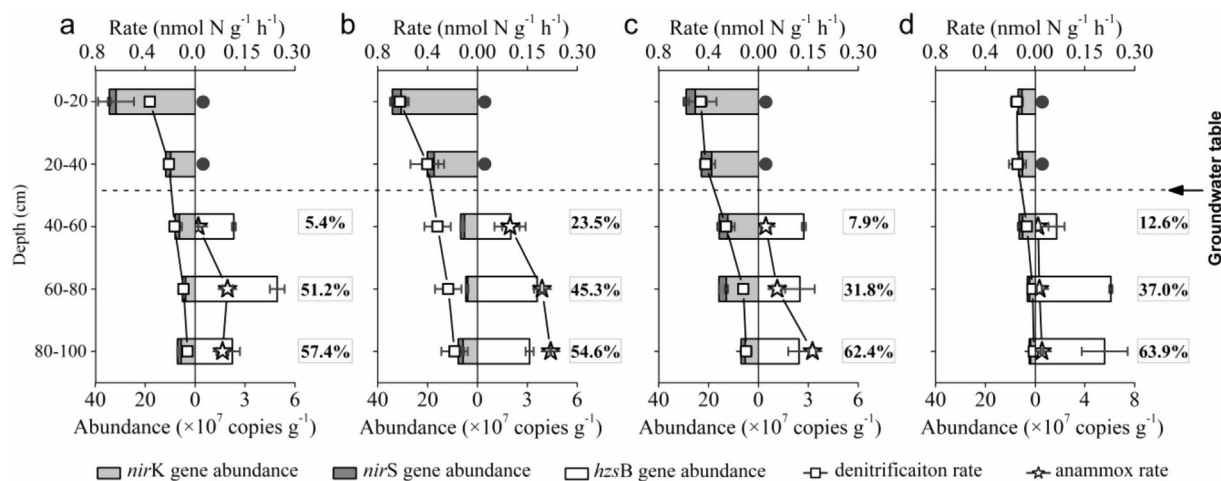 a b c d
Rate (nmol N g⁻¹ h⁻¹) Rate (nmol N g⁻¹ h⁻¹) Rate (nmol N g⁻¹ h⁻¹) Rate (nmol N g⁻¹ h⁻¹)
0.8 0.4 0.00 0.15 0.30 0.8 0.4 0.00 0.15 0.30 0.8 0.4 0.00 0.15 0.30 0.8 0.4 0.00 0.15 0.30
0-20
20-40
Groundwater table
40-60 5.4% 23.5% 7.9% 12.6%
Depth (cm)
60-80 51.2% 45.3% 31.8% 37.0%
80-100 57.4% 54.6% 62.4% 63.9%
40 20 0 4 8 40 20 0 4 8 40 20 0 4 8 40 20 0 4 8
Abundance (×10⁷ copies g⁻¹) Abundance (×10⁷ copies g⁻¹) Abundance (×10⁷ copies g⁻¹) Abundance (×10⁷ copies g⁻¹)
nirK gene abundance nirS gene abundance hzsB gene abundance denitrificaiton rate anammox rate